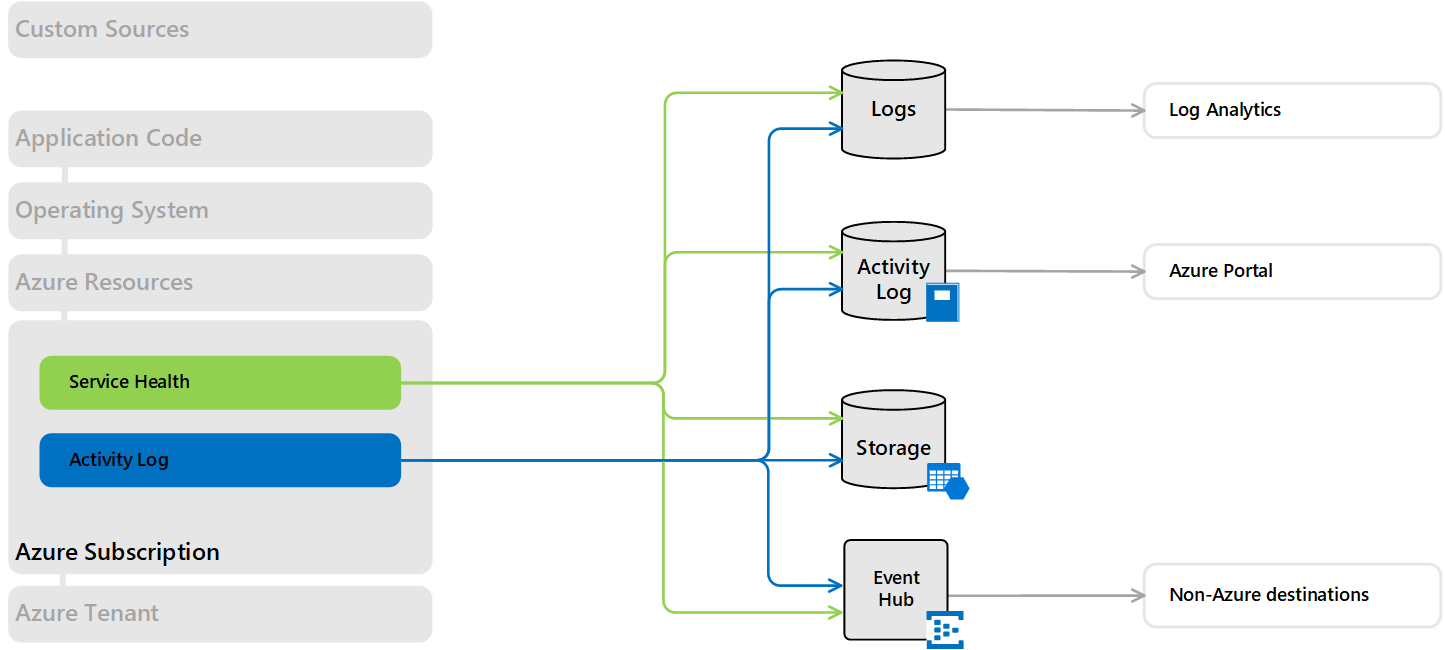 Custom Sources
Application Code
Operating System
Azure Resources
Service Health
Activity Log
Azure Subscription
Azure Tenant
Logs
Activity
Log
Storage
Event
Hub
Log Analytics
Azure Portal
Non-Azure destinations